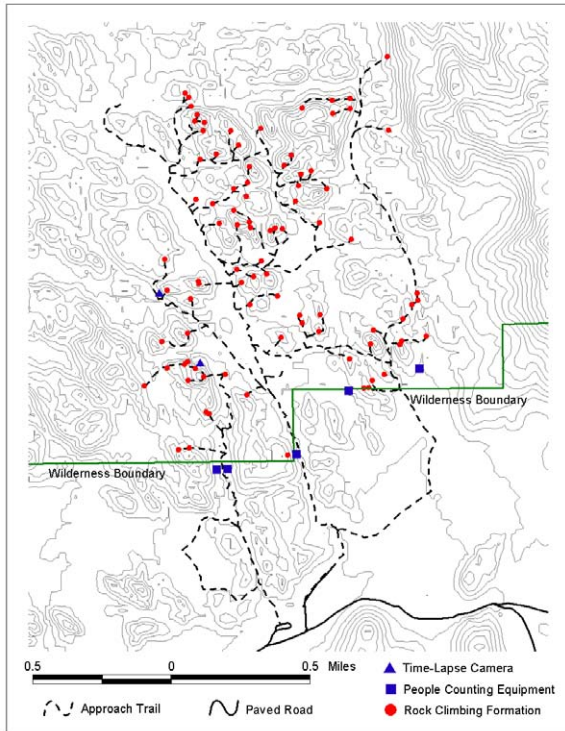 Wilderness Boundary
Wilderness Boundary
0.5 0 0.5 Miles
Approach Trail
Paved Road
Time-Lapse Camera
People Counting Equipment
Rock Climbing Formation